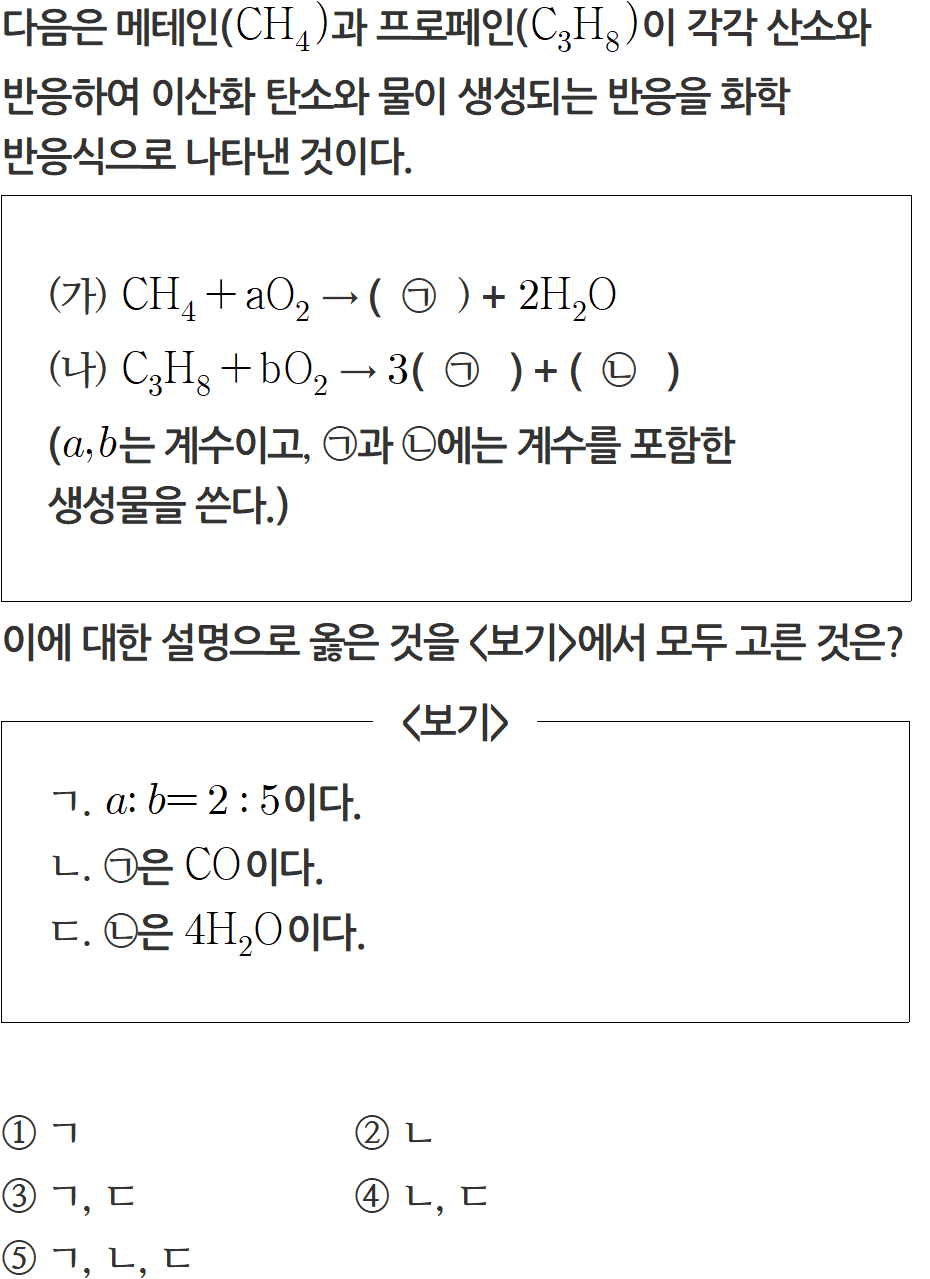 다음은 메테인(CH₄)과 프로페인(C₃H₈)이 각각 산소와
반응하여 이산화 탄소와 물이 생성되는 반응을 화학
반응식으로 나타낸 것이다.
(가) CH₄ + aO₂ → ( ㉠ ) + 2H₂O
(나) C₃H₈ + bO₂ → 3( ㉠ ) + ( ㉡ )
(a, b는 계수이고, ㉠과 ㉡에는 계수를 포함한
생성물을 쓴다.)
이에 대한 설명으로 옳은 것을 <보기>에서 모두 고른 것은?
<보기>
ㄱ. a: b= 2 : 5이다.
ㄴ. ㉠은 CO이다.
ㄷ. ㉡은 4H₂O이다.
① ㄱ ② ㄴ
③ ㄱ, ㄷ ④ ㄴ, ㄷ
⑤ ㄱ, ㄴ, ㄷ